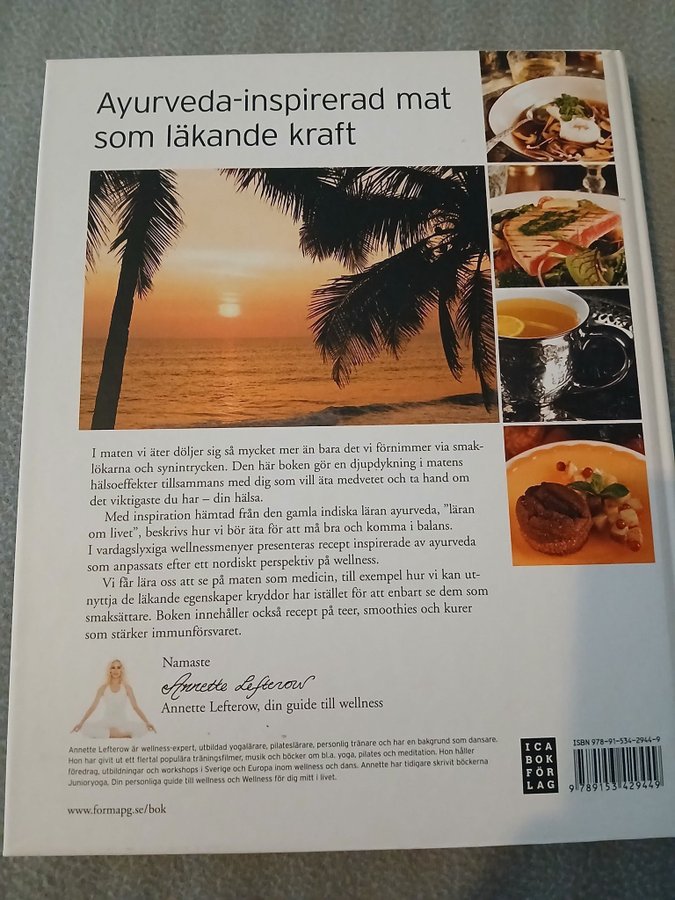 Ayurveda-inspirerad mat
som läkande kraft
I maten vi äter döljer sig så mycket mer än bara det vi förnimmer via smak-
lökarna och synintrycken. Den här boken gör en djupdykning i matens
hälsoeffekter tillsammans med dig som vill äta medvetet och ta hand om
det viktigaste du har – din hälsa.
Med inspiration hämtad från den gamla indiska läran ayurveda, ”läran
om livet”, beskrivs hur vi bör äta för att må bra och komma i balans.
I vardagslyxiga wellnessmenyer presenteras recept inspirerade av ayurveda
som anpassats efter ett nordiskt perspektiv på wellness.
Vi får lära oss att se på maten som medicin, till exempel hur vi kan ut-
nyttja de läkande egenskaper kryddor har istället för att enbart se dem som
smaksättare. Boken innehåller också recept på teer, smoothies och kurer
som stärker immunförsvaret.
Namaste
Annette Lefterow
Annette Lefterow, din guide till wellness
Annette Lefterow är wellness-expert, utbildad yogalärare, pilateslärare, personlig tränare och har en bakgrund som dansare.
Hon har givit ut ett flertal populära träningsfilmer, musik och böcker om bl.a. yoga, pilates och meditation. Hon håller
föredrag, utbildningar och workshops i Sverige och Europa inom wellness och dans. Annette har tidigare skrivit böckerna
Junioryoga, Din personliga guide till wellness och Wellness för dig mitt i livet.
www.formapg.se/bok
ICA
BOK
FÖR
LAG
ISBN 978-91-534-2944-9
9 789153 429449